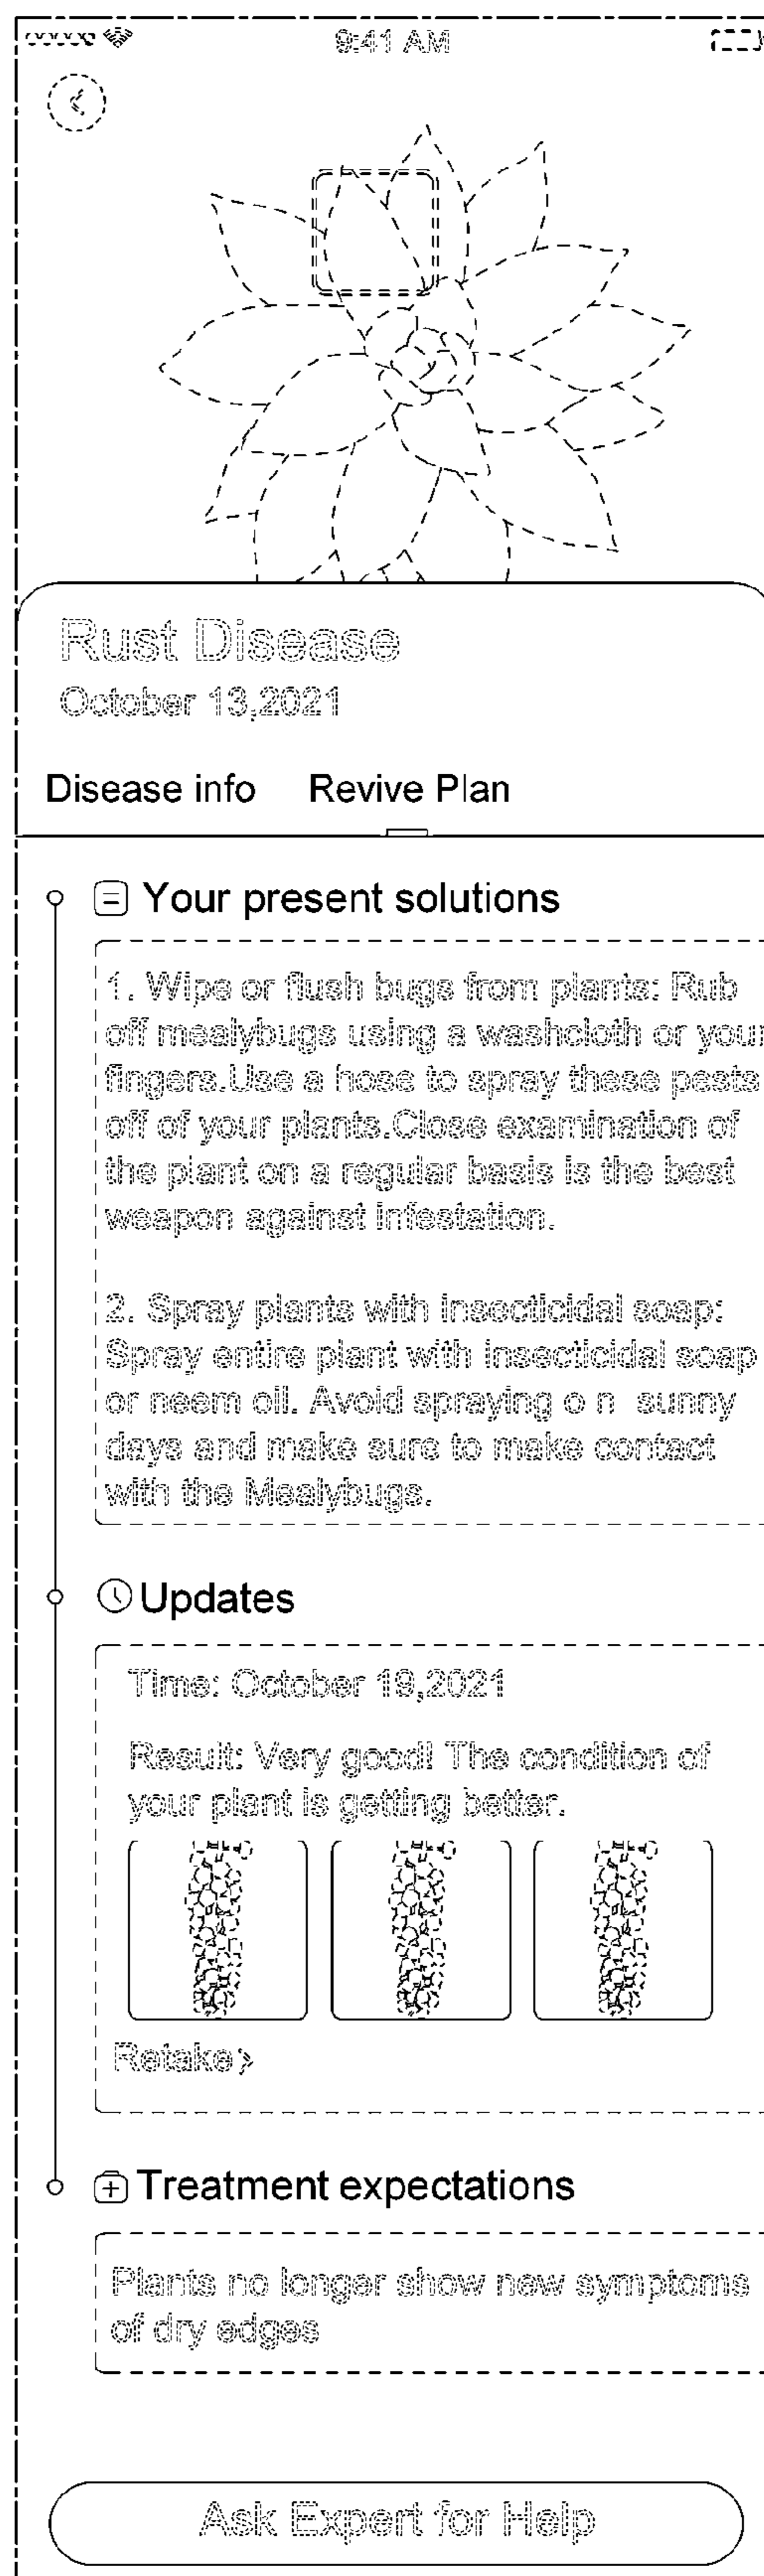 9:41 AM
Rust Disease
October 13,2021
Disease info Revive Plan
Your present solutions
1. Wipe or flush bugs from plants: Rub
off mealybugs using a washcloth or your
fingers.Use a hose to spray these pests
off of your plants.Close examination of
the plant on a regular basis is the best
weapon against infestation.
2. Spray plants with insecticidal soap:
Spray entire plant with insecticidal soap
or neem oil. Avoid spraying o n sunny
days and make sure to make contact
with the Mealybugs.
Updates
Time: October 19,2021
Result: Very good! The condition of
your plant is getting better.
Retake>
Treatment expectations
Plants no longer show new symptoms
of dry edges
Ask Expert for Help